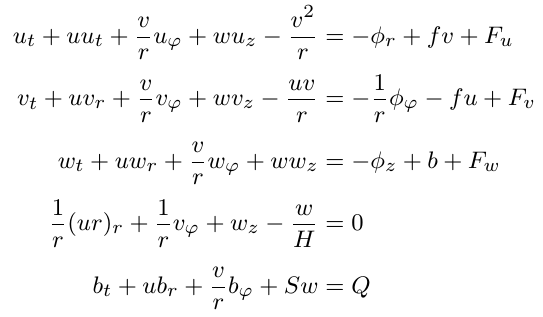 $u_t + uu_t + \frac{v}{r}u_\varphi + wu_z - \frac{v^2}{r} = -\phi_r + fv + F_u$
$v_t + uv_r + \frac{v}{r}v_\varphi + wv_z - \frac{uv}{r} = -\frac{1}{r}\phi_\varphi - fu + F_v$
$w_t + uw_r + \frac{v}{r}w_\varphi + ww_z = -\phi_z + b + F_w$
$\frac{1}{r}(ur)_r + \frac{1}{r}v_\varphi + w_z - \frac{w}{H} = 0$
$b_t + ub_r + \frac{v}{r}b_\varphi + Sw = Q$